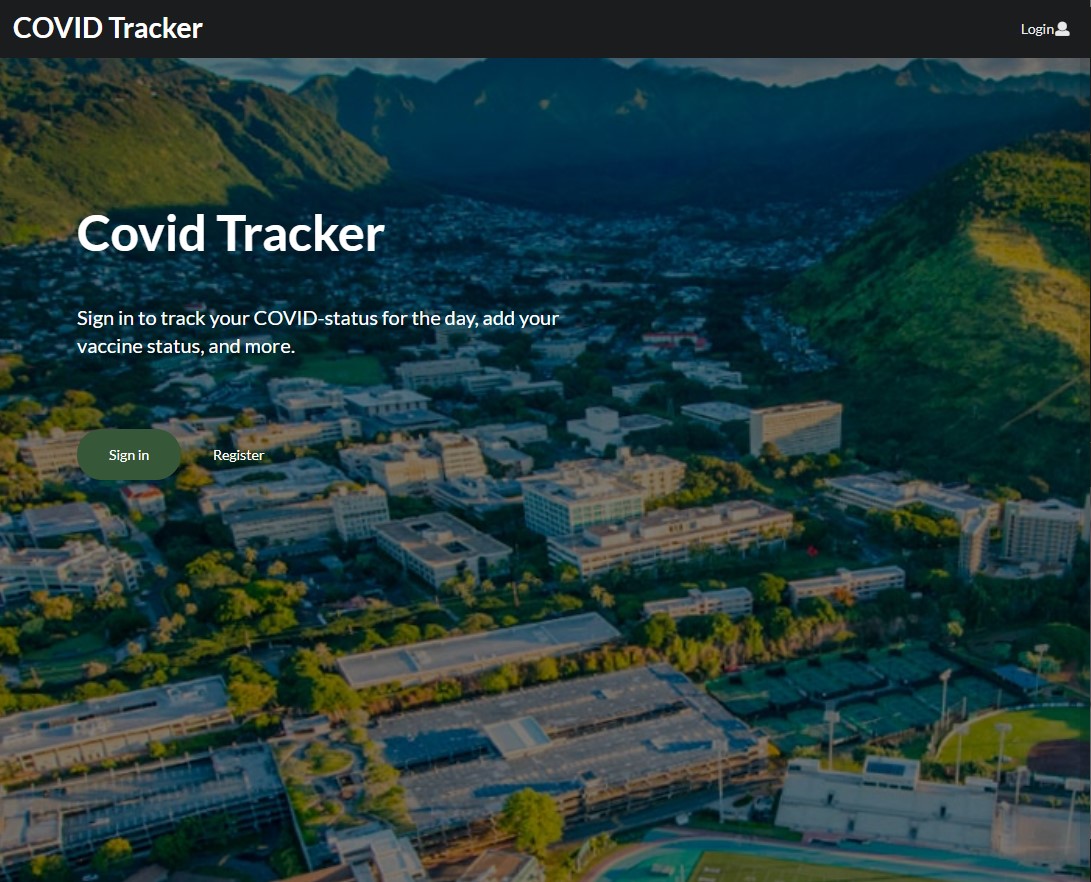 COVID Tracker
Login
Covid Tracker
Sign in to track your COVID-status for the day, add your
vaccine status, and more.
Sign in
Register